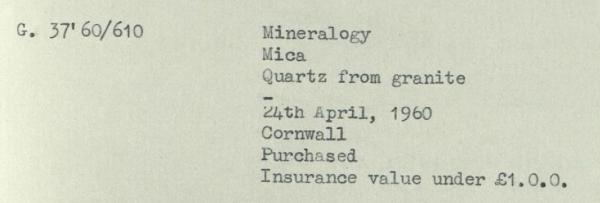 G. 37'60/610 Mineralogy
Mica
Quartz from granite
-
24th April, 1960
Cornwall
Purchased
Insurance value under £1.0.0.